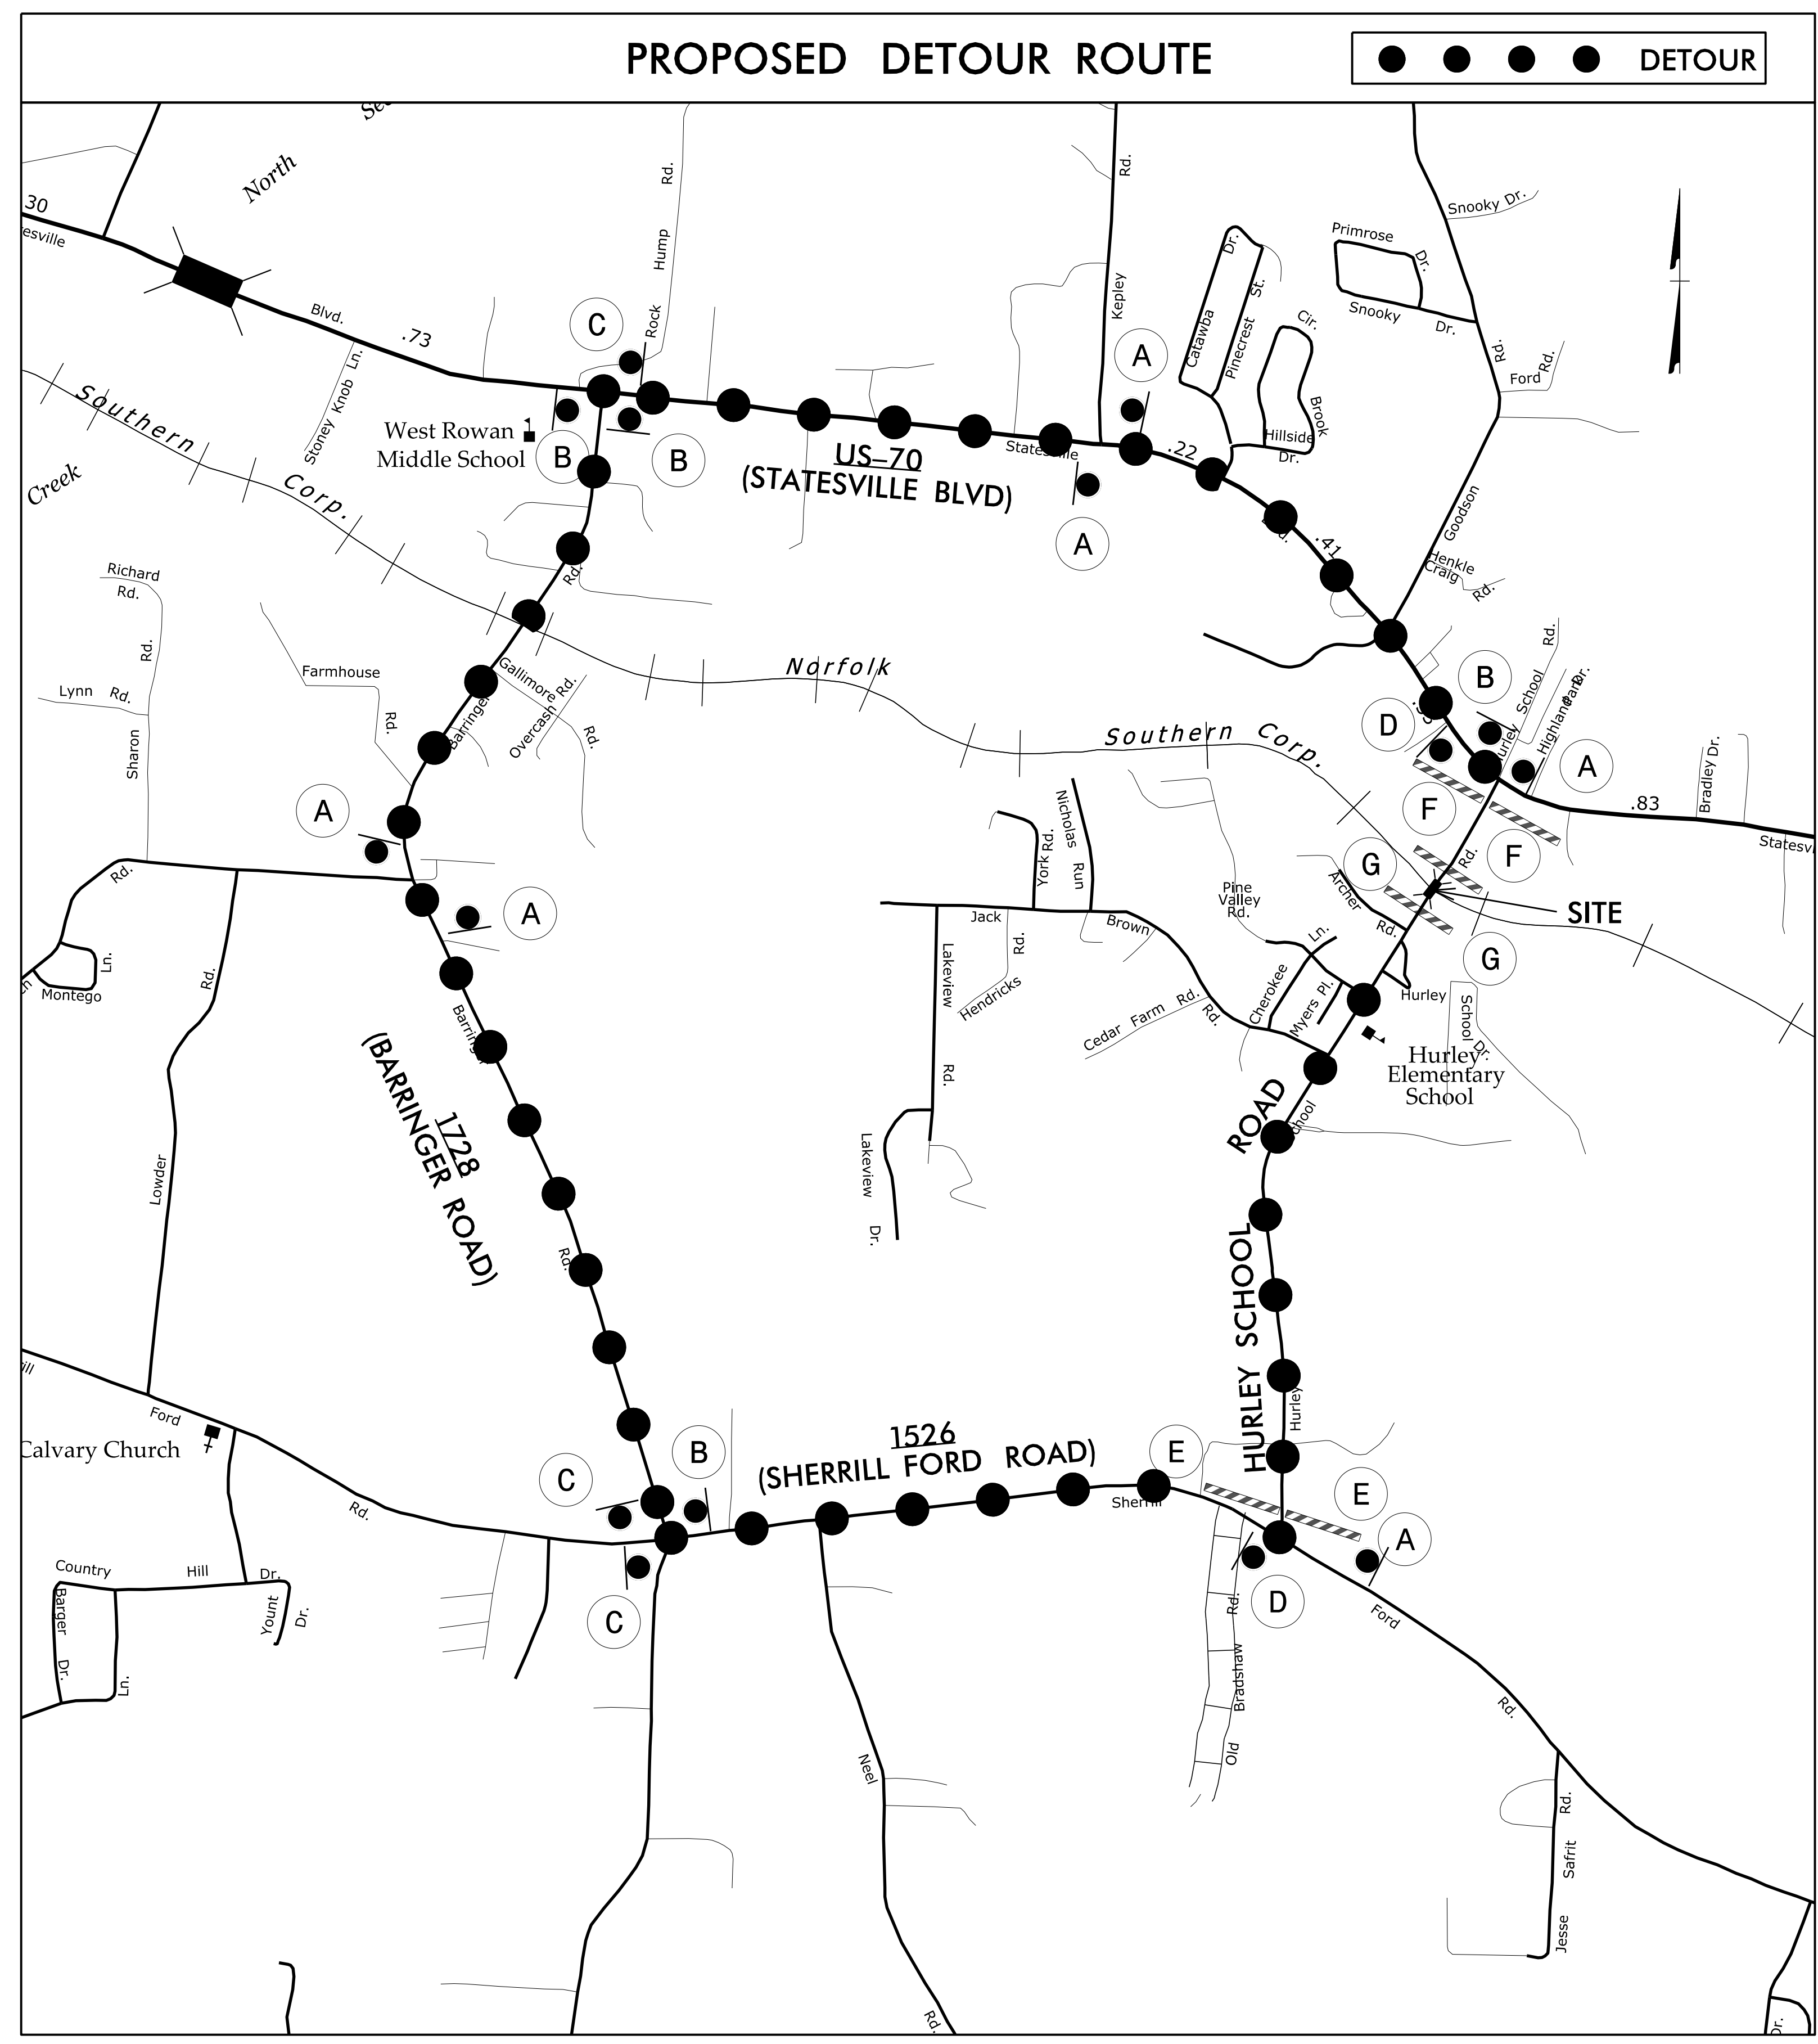 PROPOSED DETOUR ROUTE
DETOUR
North
30
esville
Blvd.
.73
Stoney Knob Ln.
Southern
Corp.
Creek
Rock Hump Rd.
C
West Rowan
Middle School
B
B
Kepley Rd.
A
A
Statesville
US-70
(STATESVILLE BLVD)
.22
.41
Catawba Dr.
Pinecrest St.
Cir.
Brook
Hillside
Dr.
Primrose
Dr.
Snooky Dr.
Snooky Dr.
Rd.
Ford Rd.
Goodson
Henkle
Craig
Rd.
Richard
Rd.
Lynn Rd.
Sharon Rd.
Farmhouse
Rd.
Rd.
Gallimore
Rd.
Overcash Rd.
Barringer
Norfolk
Southern Corp.
B
D
School Rd.
Highland
Park
Dr.
A
F
F
Bradley Dr.
.83
Statesv
G
G
Rd.
SITE
Archer
Rd.
A
A
Rd.
Montego
Ln.
Rd.
Lowder
Nicholas
Run
York Rd.
Jack
Brown
Rd.
Lakeview
Rd.
Hendricks
Rd.
Cedar Farm Rd.
Pine
Valley
Rd.
Cherokee
Ln.
Myers Pl.
Hurley
School
Dr.
Hurley
Elementary
School
Lakeview
Dr.
1728
(BARRINGER ROAD)
Rd.
HURLEY SCHOOL ROAD
Hurley
Ford
Calvary Church
Rd.
C
B
C
1526
(SHERRILL FORD ROAD)
E
E
A
D
Ford
Rd.
Country Hill Dr.
Barger
Dr.
Ln.
Yount
Dr.
Neel
Rd.
Old Bradshaw Rd.
Jesse Safrit Rd.
Dr.